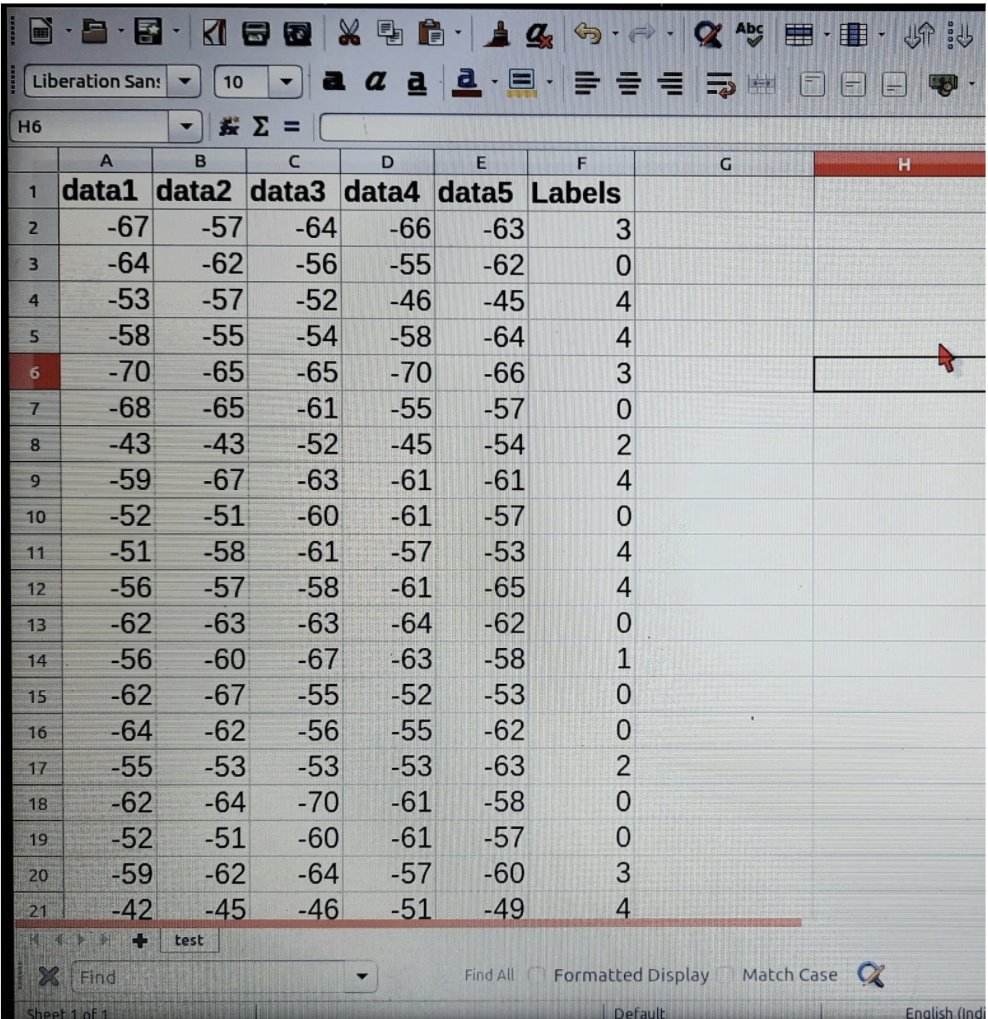 Abc
Liberation Sans
10
a a a a
H6 fx Σ =
A B C D E F G H
1 data1 data2 data3 data4 data5 Labels
2 -67 -57 -64 -66 -63 3
3 -64 -62 -56 -55 -62 0
4 -53 -57 -52 -46 -45 4
5 -58 -55 -54 -58 -64 4
6 -70 -65 -65 -70 -66 3
7 -68 -65 -61 -55 -57 0
8 -43 -43 -52 -45 -54 2
9 -59 -67 -63 -61 -61 4
10 -52 -51 -60 -61 -57 0
11 -51 -58 -61 -57 -53 4
12 -56 -57 -58 -61 -65 4
13 -62 -63 -63 -64 -62 0
14 -56 -60 -67 -63 -58 1
15 -62 -67 -55 -52 -53 0
16 -64 -62 -56 -55 -62 0
17 -55 -53 -53 -53 -63 2
18 -62 -64 -70 -61 -58 0
19 -52 -51 -60 -61 -57 0
20 -59 -62 -64 -57 -60 3
21 -42 -45 -46 -51 -49 4
test
Find Find All Formatted Display Match Case
Sheet 1 of 1 Default English (Indi